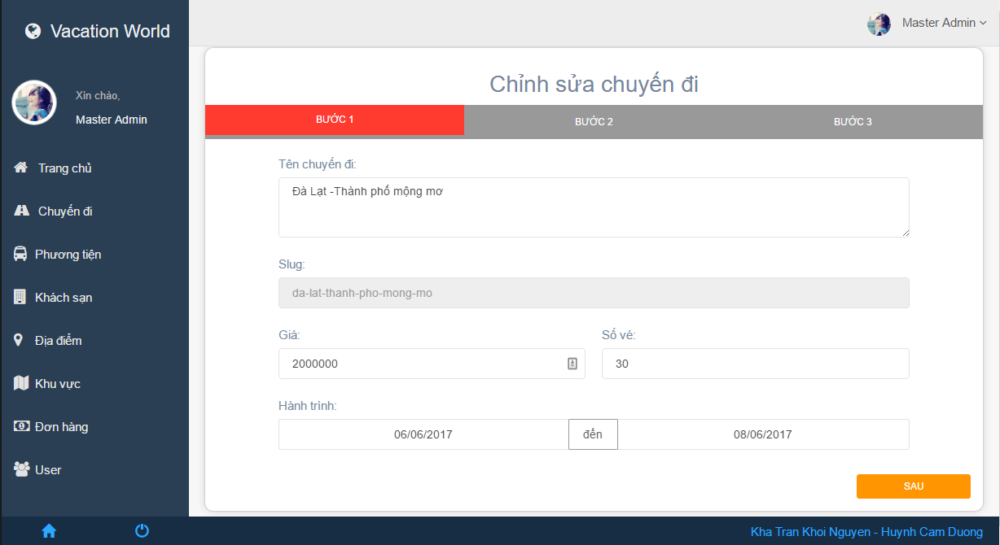 Vacation World
Master Admin
Xin chào,
Master Admin
Trang chủ
Chuyến đi
Phương tiện
Khách sạn
Địa điểm
Khu vực
Đơn hàng
User
Chỉnh sửa chuyến đi
BƯỚC 1
BƯỚC 2
BƯỚC 3
Tên chuyến đi:
Đà Lạt -Thành phố mộng mơ
Slug:
da-lat-thanh-pho-mong-mo
Giá:
Số vé:
2000000
30
Hành trình:
06/06/2017
đến
08/06/2017
SAU
Kha Tran Khoi Nguyen - Huynh Cam Duong